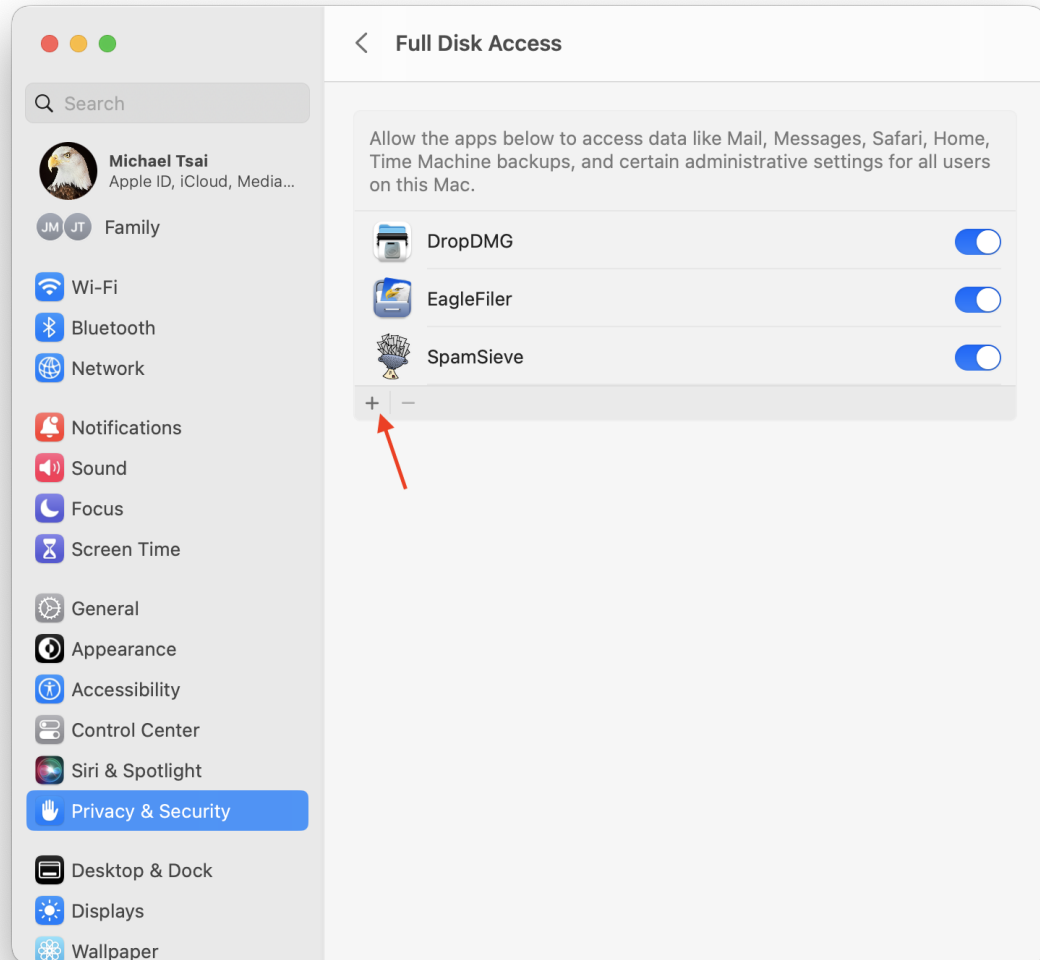 Full Disk Access
Search
Michael Tsai
Apple ID, iCloud, Media...
JM JT Family
Wi-Fi
Bluetooth
Network
Notifications
Sound
Focus
Screen Time
General
Appearance
Accessibility
Control Center
Siri & Spotlight
Privacy & Security
Desktop & Dock
Displays
Wallpaper
Allow the apps below to access data like Mail, Messages, Safari, Home,
Time Machine backups, and certain administrative settings for all users
on this Mac.
DropDMG
EagleFiler
SpamSieve